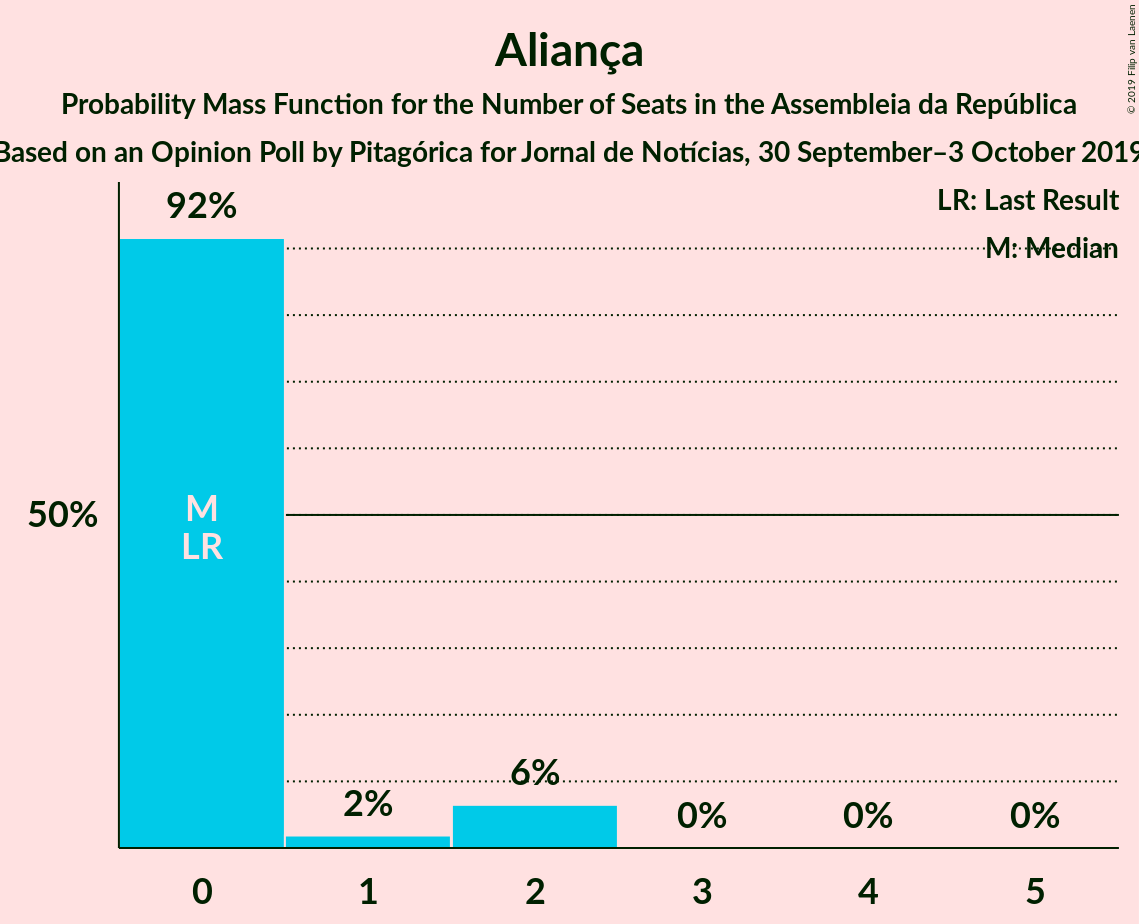 Aliança
Probability Mass Function for the Number of Seats in the Assembleia da República
Based on an Opinion Poll by Pitagórica for Jornal de Notícias, 30 September–3 October 2019
© 2019 Filip van Laenen
LR: Last Result
M: Median
92%
50%
M
LR
2%
6%
0%
0%
0%
0
1
2
3
4
5